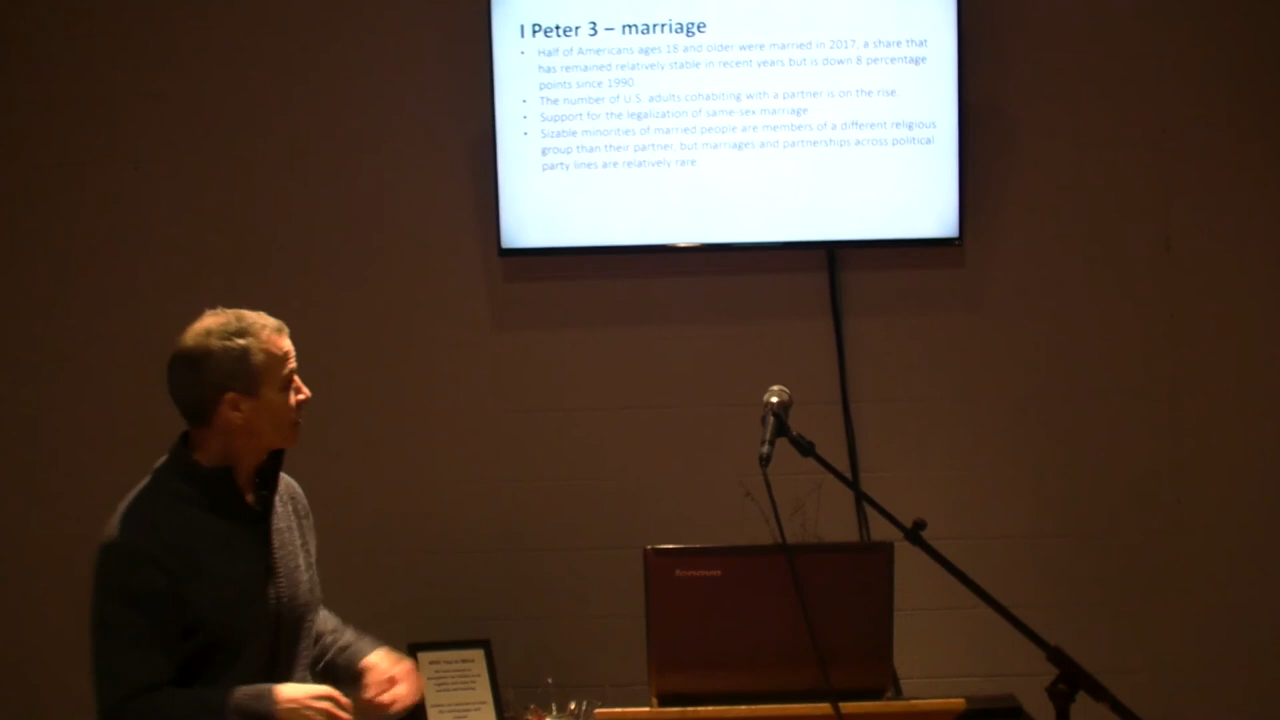 I Peter 3 – marriage
• Half of Americans ages 18 and older were married in 2017, a share that
has remained relatively stable in recent years but is down 8 percentage
points since 1990.
• The number of U.S. adults cohabiting with a partner is on the rise.
• Support for the legalization of same-sex marriage
• Sizable minorities of married people are members of a different religious
group than their partner, but marriages and partnerships across political
party lines are relatively rare
lenovo